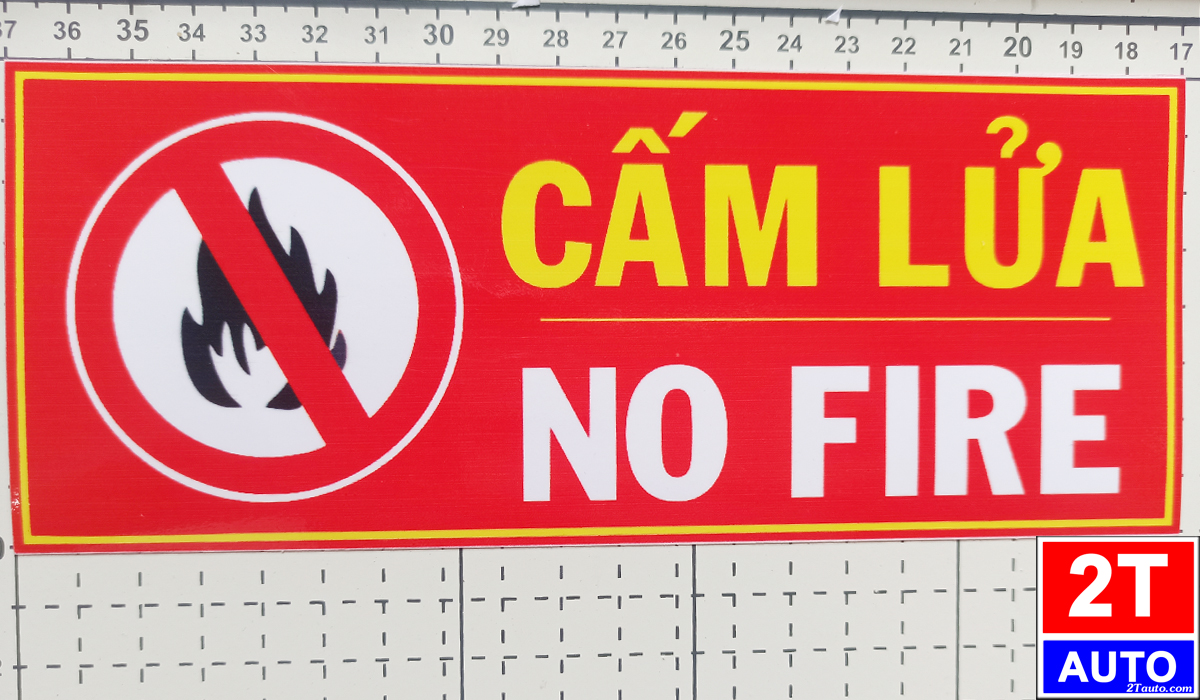 37 36 35 34 33 32 31 30 29 28 27 26 25 24 23 22 21 20 19 18 17
CẤM LỬA
NO FIRE
2T
AUTO
2Tauto.com